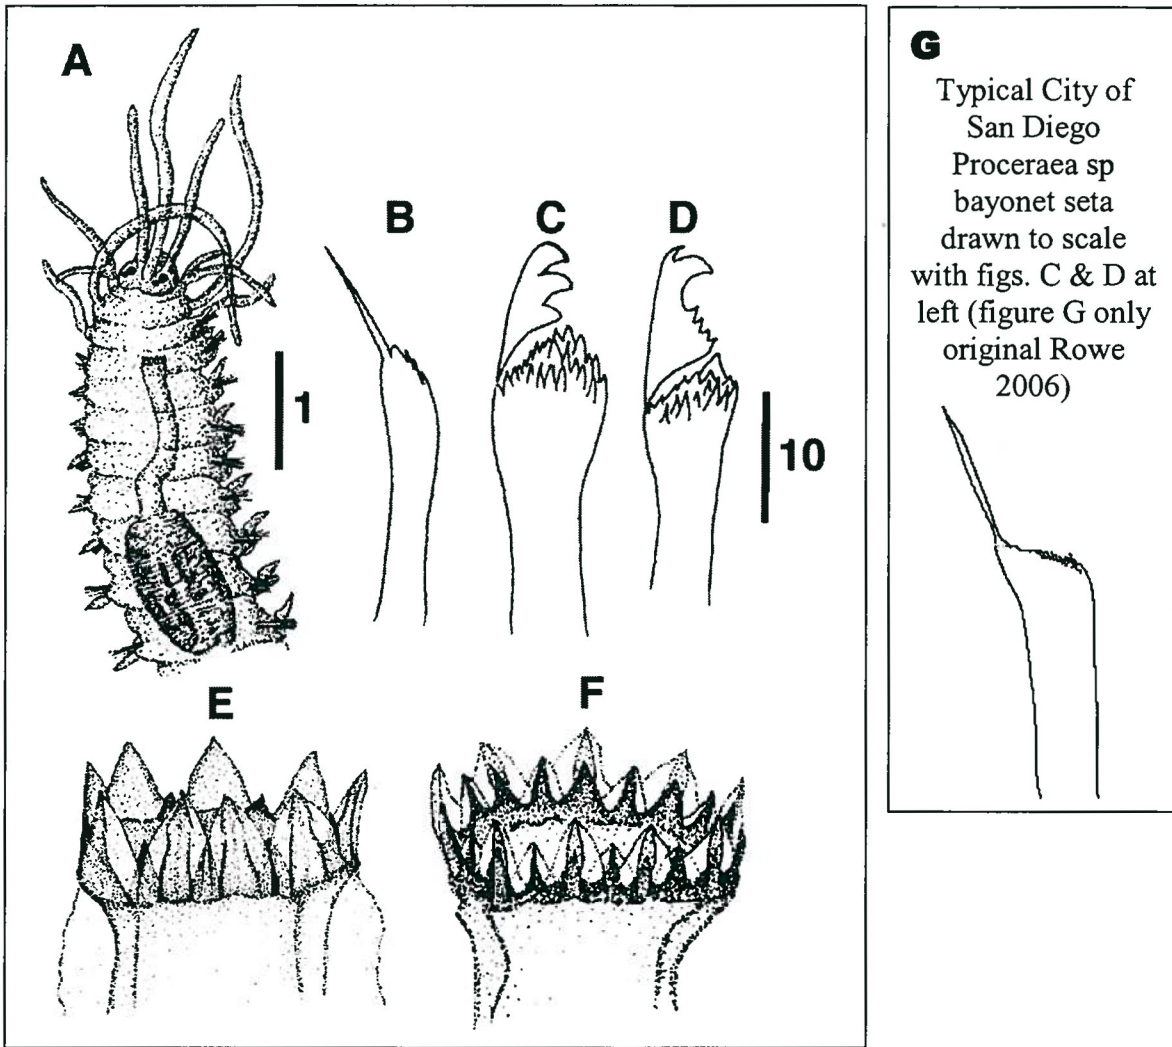 A
1
B
C
D
10
E
F
G
Typical City of
San Diego
Proceraea sp
bayonet seta
drawn to scale
with figs. C & D at
left (figure G only
original Rowe
2006)